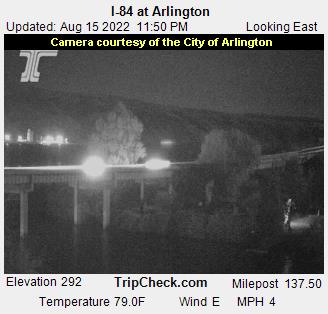 I-84 at Arlington
Updated: Aug 15 2022 11:50 PM Looking East
Camera courtesy of the City of Arlington
Elevation 292 TripCheck.com Milepost 137.50
Temperature 79.0F Wind E MPH 4